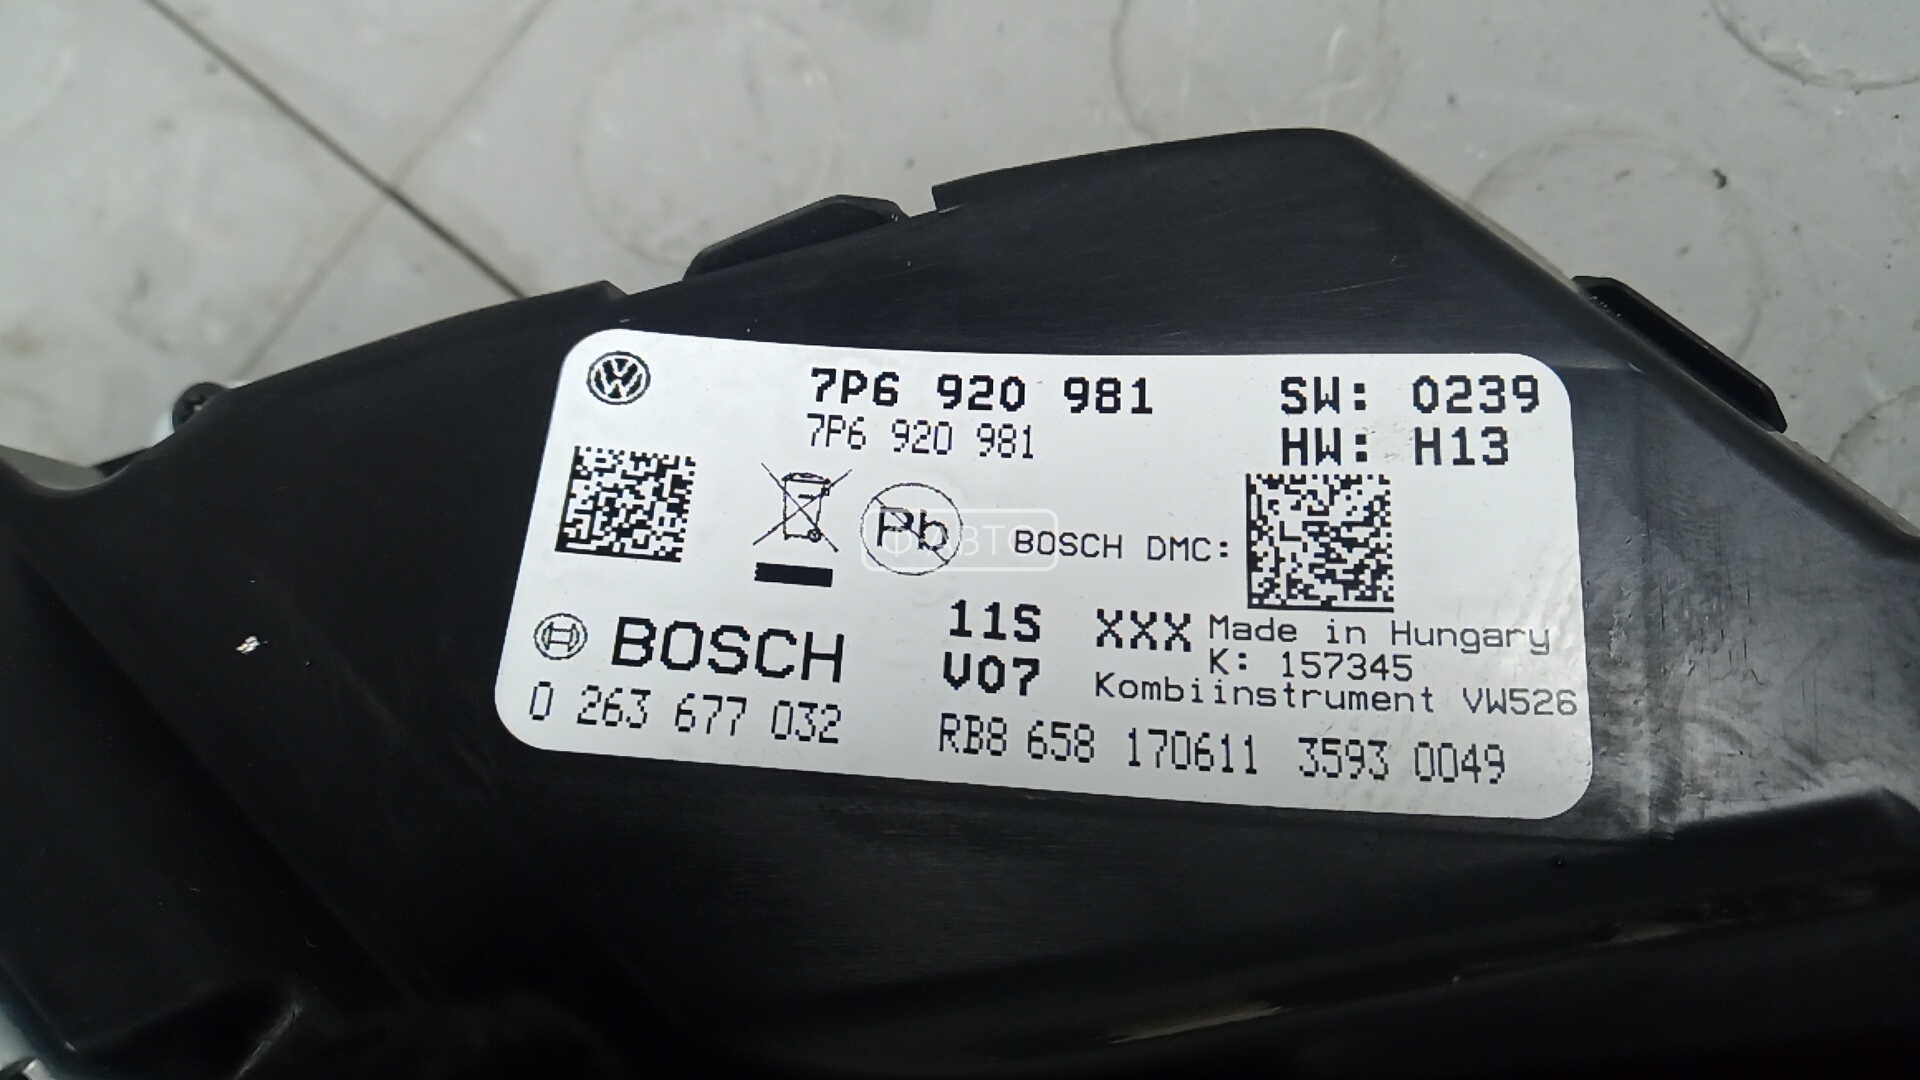 7P6 920 981 SW: 0239
7P6 920 981 HW: H13
Pb
BOSCH DMC:
BOSCH 11S XXX Made in Hungary
V07 K: 157345
Kombiinstrument VW526
0 263 677 032 RB8 658 170611 3593 0049